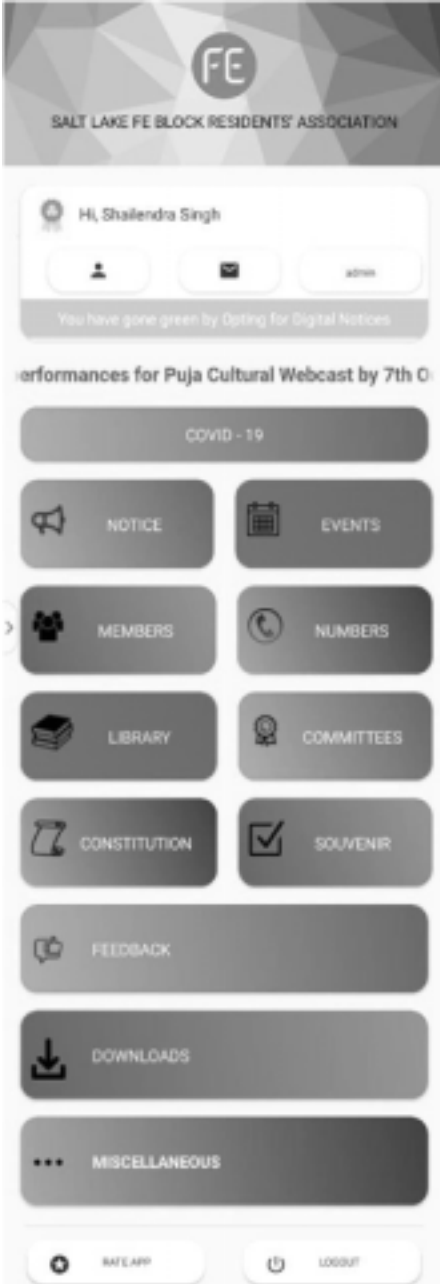 FE
SALT LAKE FE BLOCK RESIDENTS' ASSOCIATION
Hi, Shailendra Singh
admin
You have gone green by Opting for Digital Notices
erformances for Puja Cultural Webcast by 7th O
COVID - 19
NOTICE
EVENTS
MEMBERS
NUMBERS
LIBRARY
COMMITTEES
CONSTITUTION
SOUVENIR
FEEDBACK
DOWNLOADS
MISCELLANEOUS
RATE APP
LOGOUT